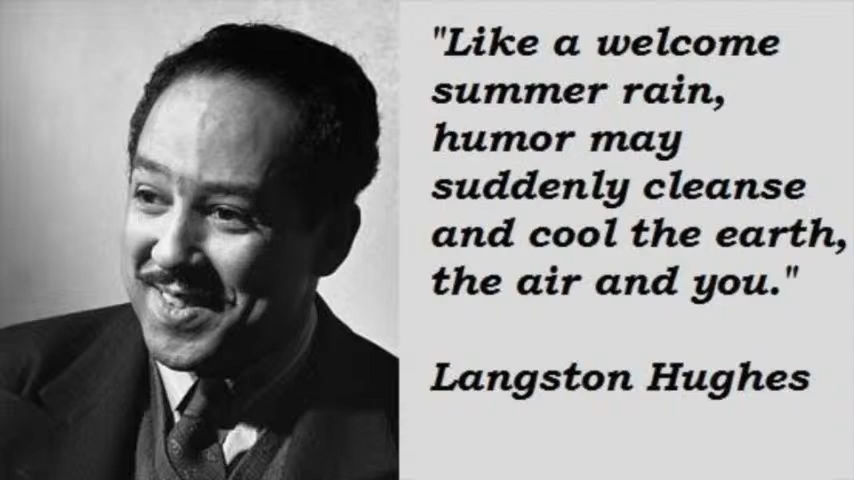 "Like a welcome
summer rain,
humor may
suddenly cleanse
and cool the earth,
the air and you."
Langston Hughes